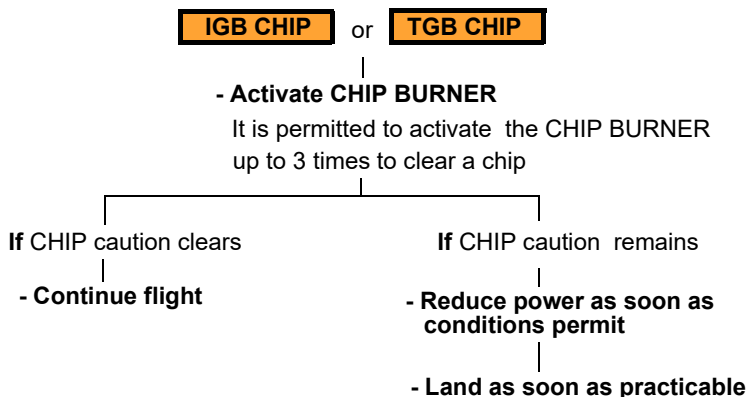 IGB CHIP or TGB CHIP
- Activate CHIP BURNER
It is permitted to activate the CHIP BURNER
up to 3 times to clear a chip
If CHIP caution clears
- Continue flight
If CHIP caution remains
- Reduce power as soon as
conditions permit
- Land as soon as practicable